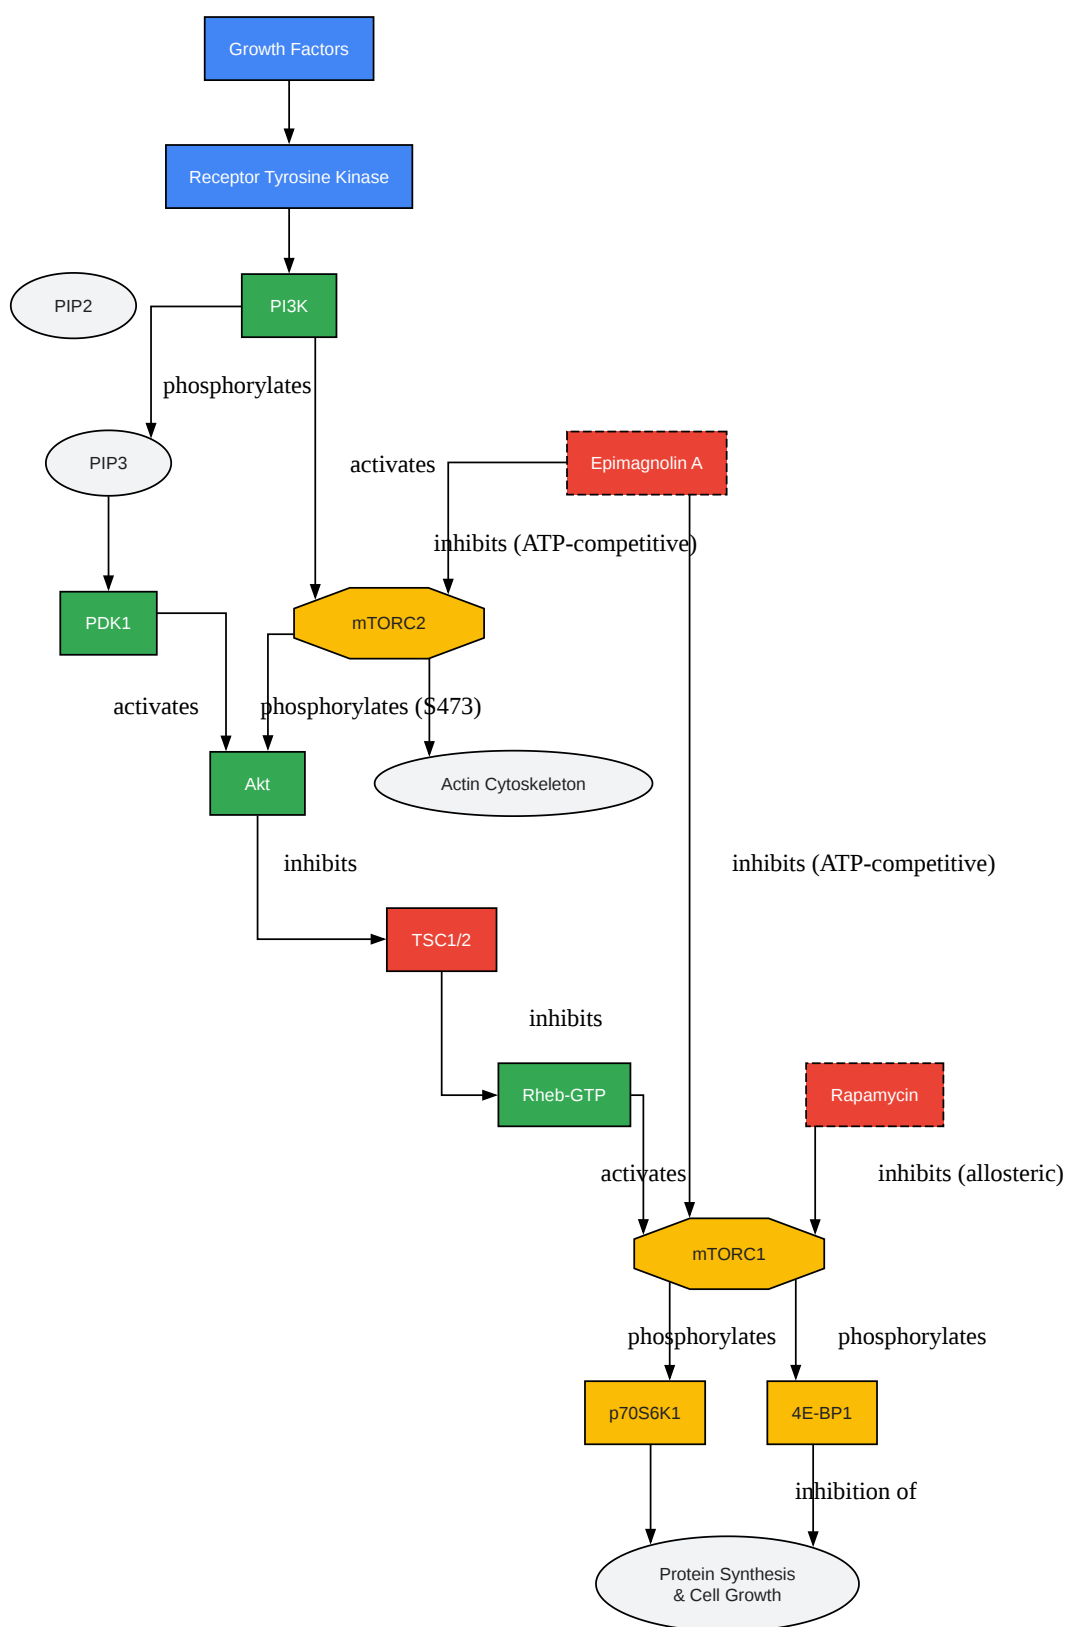 Growth Factors
Receptor Tyrosine Kinase
PIP2
PI3K
phosphorylates
PIP3
activates
Epimagnolin A
inhibits (ATP-competitive)
PDK1
mTORC2
activates
phosphorylates (S473)
Akt
Actin Cytoskeleton
inhibits
inhibits (ATP-competitive)
TSC1/2
inhibits
Rheb-GTP
Rapamycin
activates
inhibits (allosteric)
mTORC1
phosphorylates
phosphorylates
p70S6K1
4E-BP1
inhibition of
Protein Synthesis
& Cell Growth